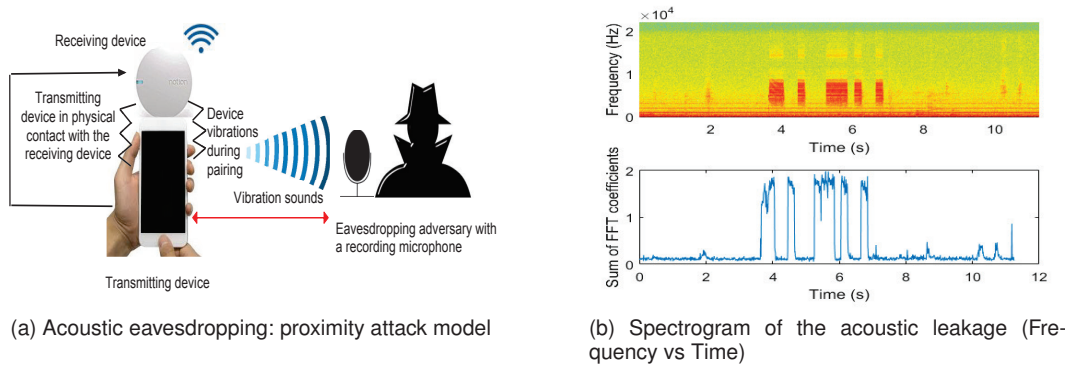 Receiving device
notion
Transmitting
device in physical
contact with the
receiving device
Device
vibrations
during
pairing
Vibration sounds
Eavesdropping adversary with
a recording microphone
Transmitting device
(a) Acoustic eavesdropping: proximity attack model
× 10⁴
Frequency (Hz)
2
1
0
2 4 6 8 10
Time (s)
Sum of FFT coefficients
2
1
0
0 2 4 6 8 10 12
Time (s)
(b) Spectrogram of the acoustic leakage (Fre-
quency vs Time)